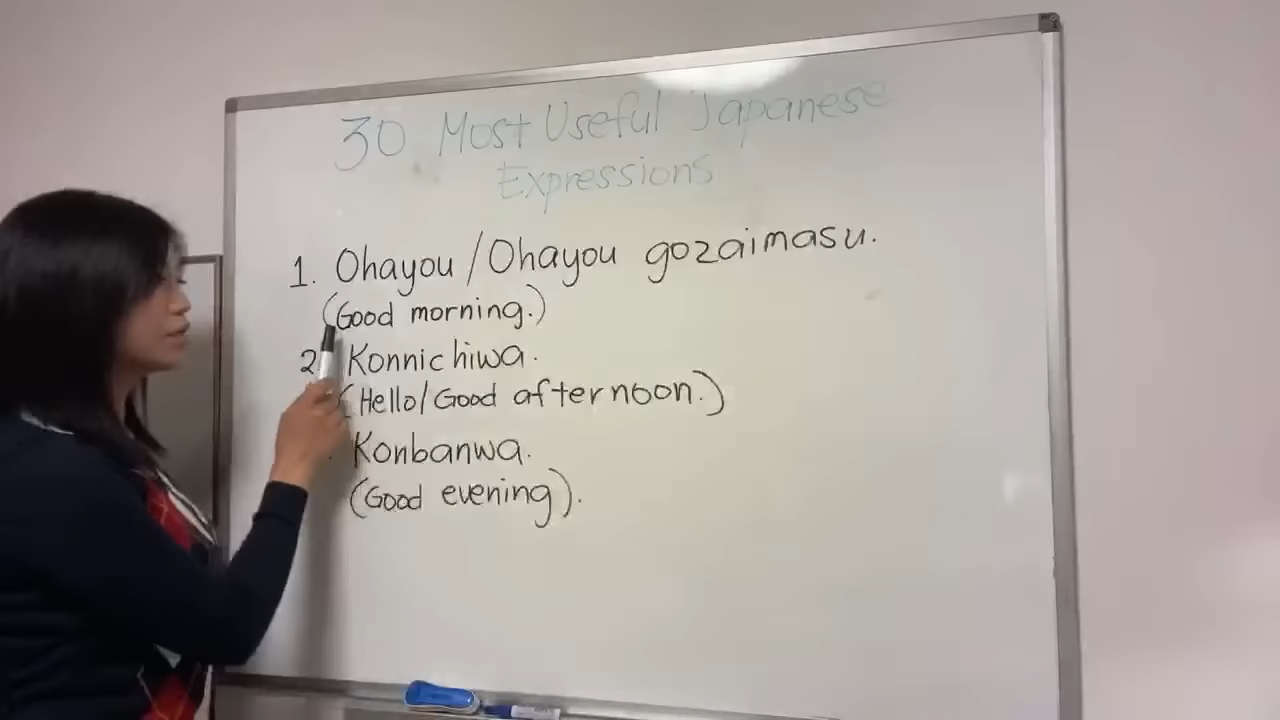 30 Most Useful Japanese
Expressions
1. Ohayou/Ohayou gozaimasu.
(Good morning.)
2 Konnichiwa.
(Hello/Good afternoon.)
. Konbanwa.
(Good evening).